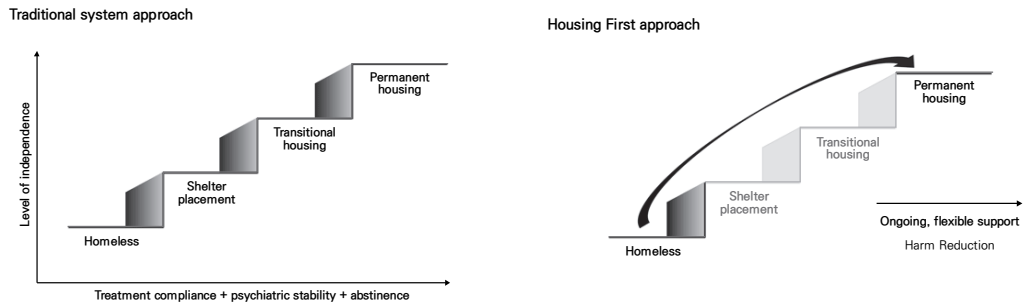 Traditional system approach
Level of independence
Permanent
housing
Transitional
housing
Shelter
placement
Homeless
Treatment compliance + psychiatric stability + abstinence
Housing First approach
Permanent
housing
Transitional
housing
Shelter
placement
Homeless
Ongoing, flexible support
Harm Reduction